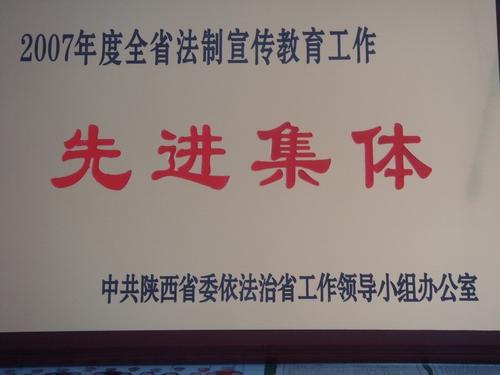 2007年度全省法制宣传教育工作
先进集体
中共陕西省委依法治省工作领导小组办公室